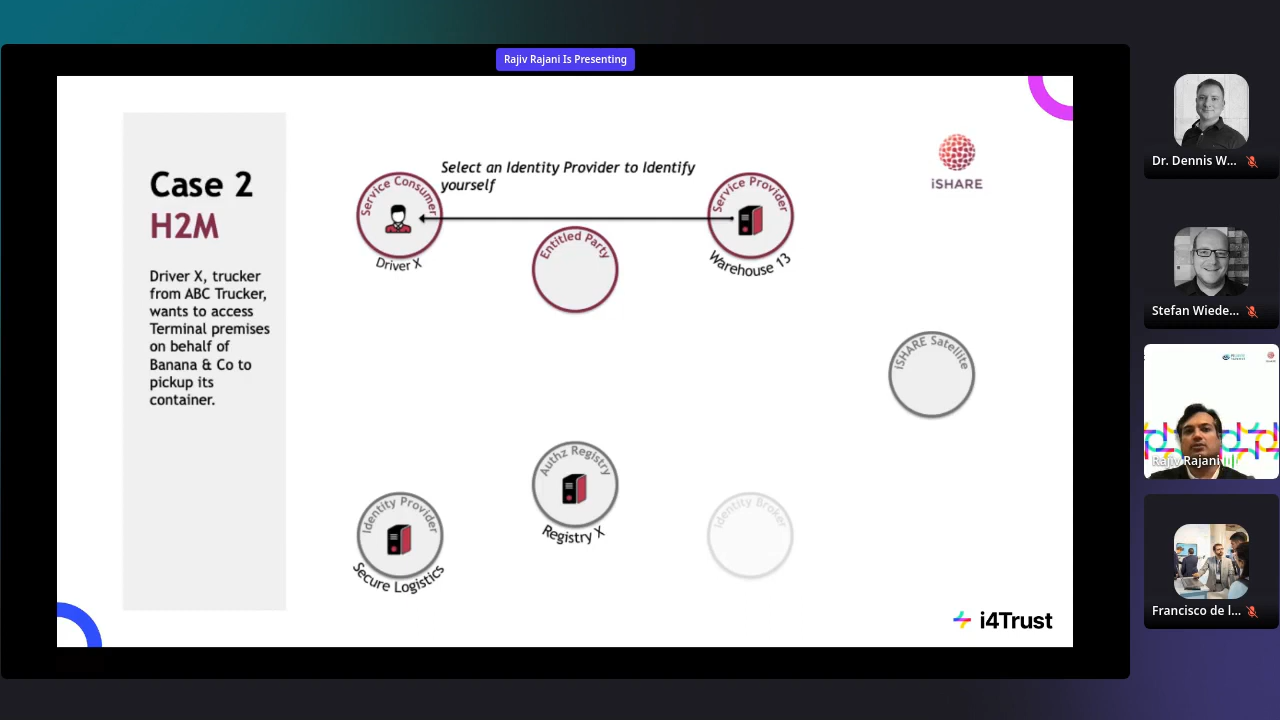 Rajiv Rajani Is Presenting
Case 2
H2M
Driver X, trucker
from ABC Trucker,
wants to access
Terminal premises
on behalf of
Banana & Co to
pickup its
container.
Select an Identity Provider to Identify
yourself
Service Consumer
Driver X
Entitled Party
Service Provider
Warehouse 13
iSHARE
iSHARE Satellite
Authz Registry
Registry X
Identity Provider
Secure Logistics
Identity Broker
i4Trust
Dr. Dennis W...
Stefan Wiede...
Rajiv Rajani
Francisco de l...